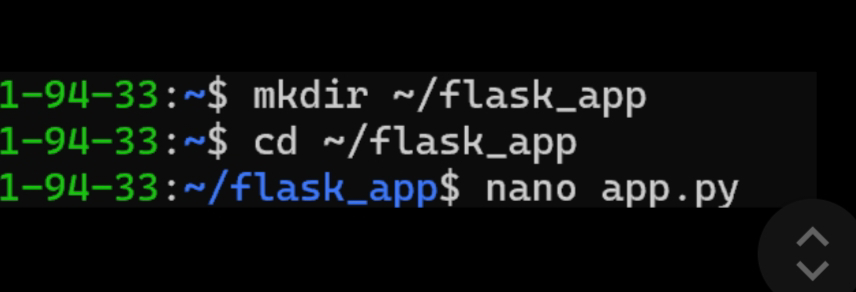 1-94-33:~$ mkdir ~/flask_app
1-94-33:~$ cd ~/flask_app
1-94-33:~/flask_app$ nano app.py